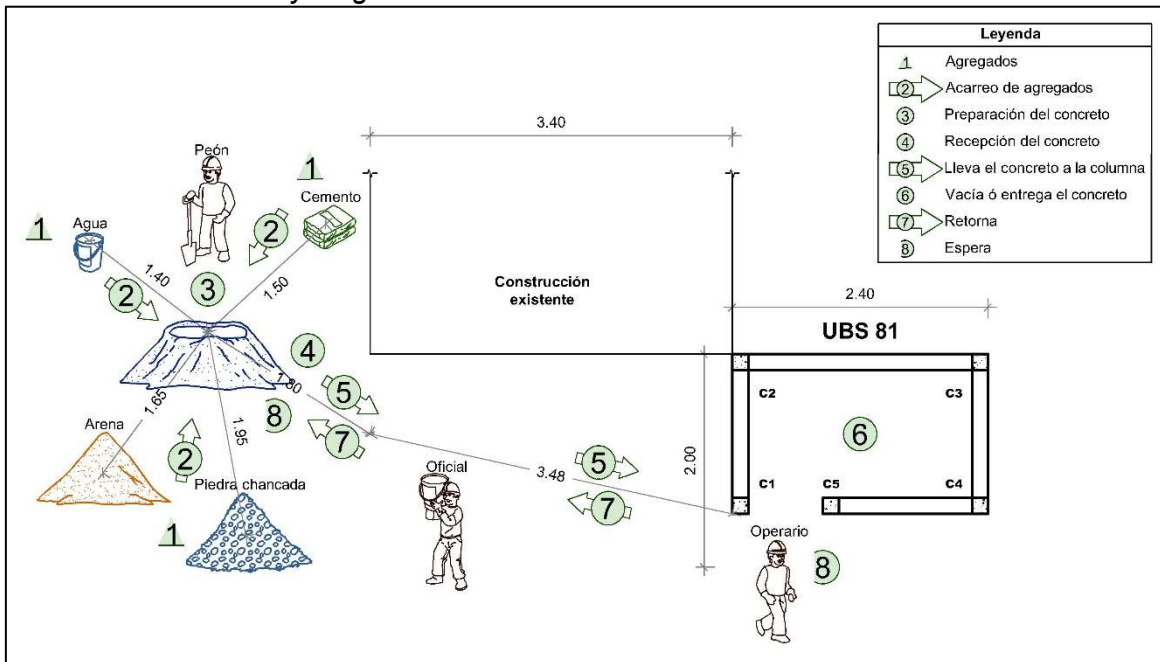 Leyenda
1 Agregados
2 Acarreo de agregados
3 Preparación del concreto
4 Recepción del concreto
5 Lleva el concreto a la columna
6 Vacía ó entrega el concreto
7 Retorna
8 Espera
3.40
Peón
1
Cemento
2
Agua
1
1.40
2
3
1.50
Construcción
existente
2.40
UBS 81
4
1.80
5
1.65
8
7
C2
C3
6
Arena
2
1.95
Piedra chancada
1
Oficial
5
3.48
7
2.00
C1
C5
C4
Operario
8